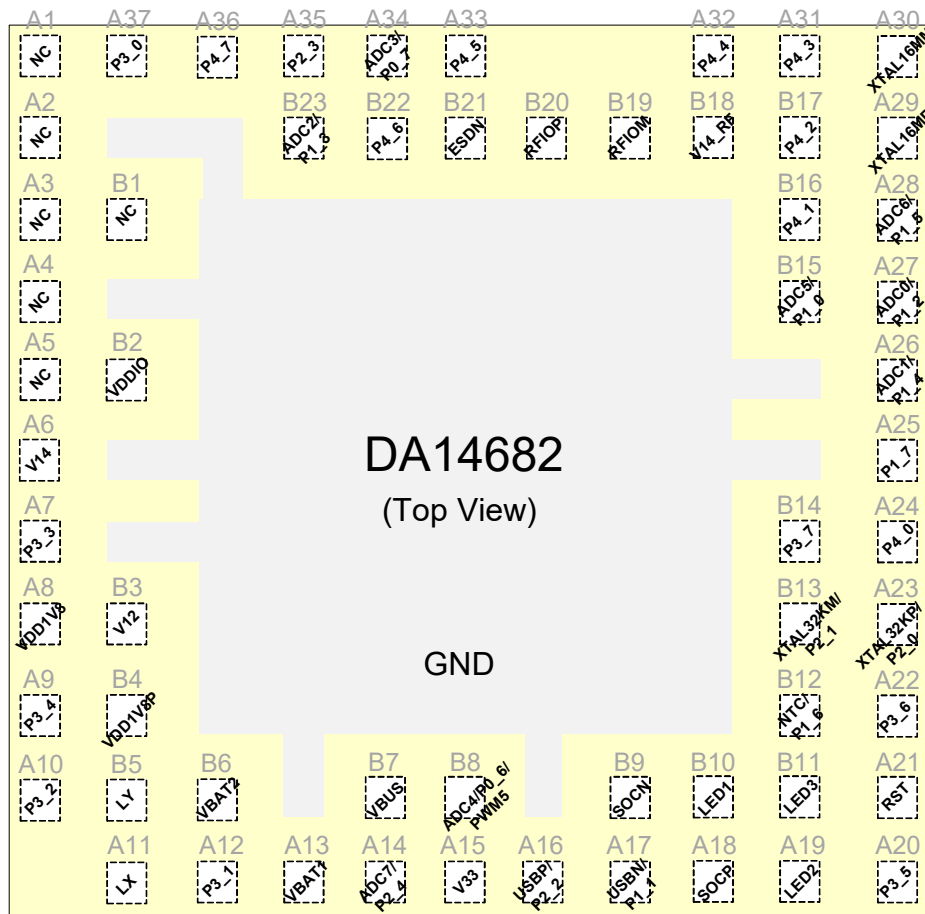 A1 A37 A36 A35 A34 A33 A32 A31 A30
NC P3_0 P4_7 P2_3 ADC3/ P0_7 P4_5 P4_4 P4_3
A2 B23 B22 B21 B20 B19 B18 B17 A29
NC ADC2/ P1_3 P4_6 ESDN RFIOP RFIOM V14_RF P4_2
A3 B1 B16 A28
NC NC P4_1 ADC6/ P1_5
A4 B15 A27
NC ADC5/ P1_0 ADC0/ P1_2
A5 B2 A26
NC VDDIO ADC1/ P1_4
A6 A25
V14 P1_7
DA14682
(Top View)
A7 B14 A24
P3_3 P3_7 P4_0
A8 B3 B13 A23
VDD1V8 V12 XTAL32KM/ P2_1 XTAL32KP/ P2_0
GND
A9 B4 B12 A22
P3_4 VDD1V8P NTC/ P1_6 P3_6
A10 B5 B6 B7 B8 B9 B10 B11 A21
P3_2 LY VBAT2 VBUS ADC4/P0_6/ PWM5 SOCN LED1 LED3 RST
A11 A12 A13 A14 A15 A16 A17 A18 A19 A20
LX P3_1 VBAT1 ADC7/ P2_4 V33 USBP/ P2_2 USBN/ P1_1 SOCP LED2 P3_5